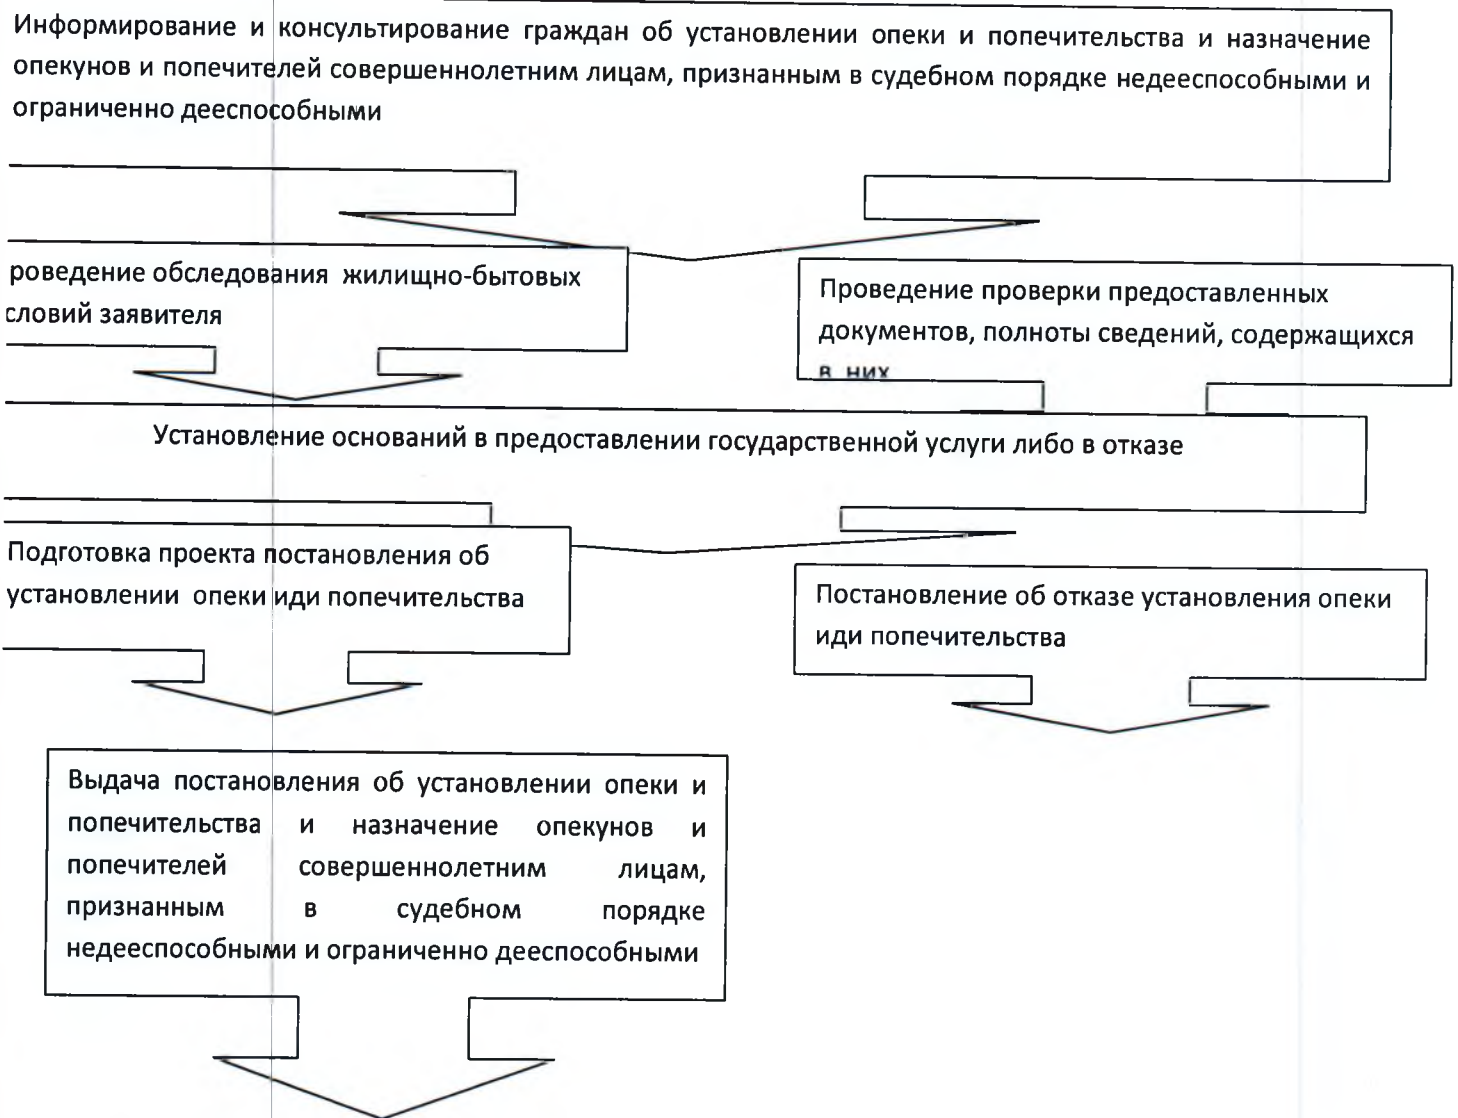 Информирование и консультирование граждан об установлении опеки и попечительства и назначение
опекунов и попечителей совершеннолетним лицам, признанным в судебном порядке недееспособными и
ограниченно дееспособными
роведение обследования жилищно-бытовых
словий заявителя
Проведение проверки предоставленных
документов, полноты сведений, содержащихся
в них
Установление оснований в предоставлении государственной услуги либо в отказе
Подготовка проекта постановления об
установлении опеки иди попечительства
Постановление об отказе установления опеки
иди попечительства
Выдача постановления об установлении опеки и
попечительства и назначение опекунов и
попечителей совершеннолетним лицам,
признанным в судебном порядке
недееспособными и ограниченно дееспособными